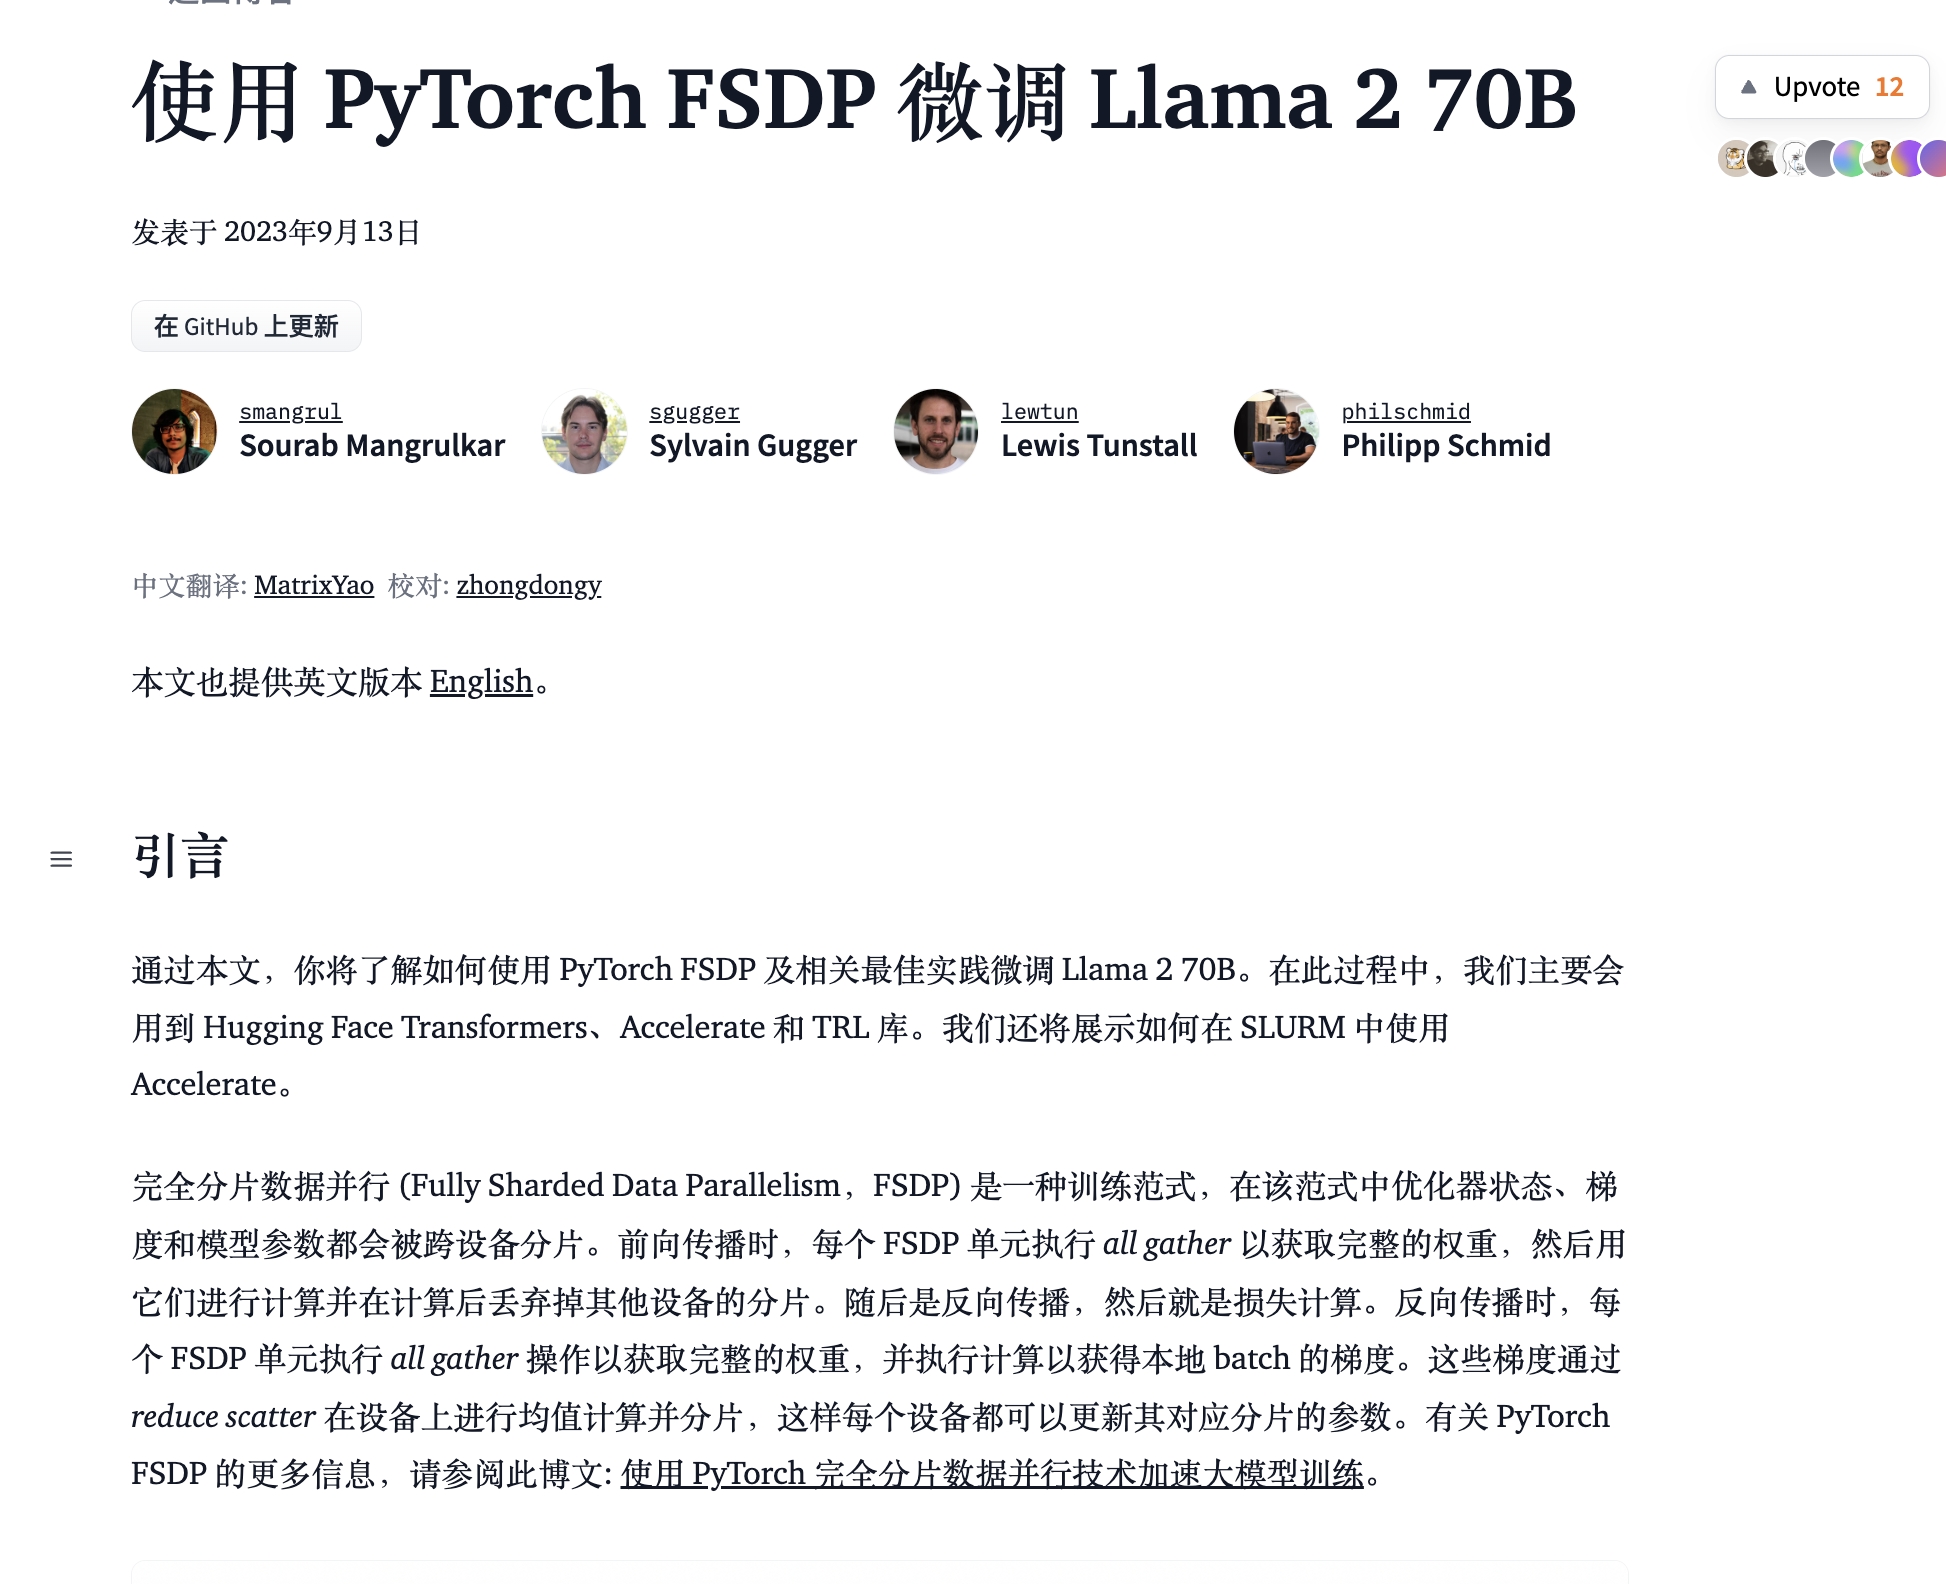 使用 PyTorch FSDP 微调 Llama 2 70B
Upvote 12
发表于 2023年9月13日
在 GitHub 上更新
smangrul
Sourab Mangrulkar
sgugger
Sylvain Gugger
lewtun
Lewis Tunstall
philschmid
Philipp Schmid
中文翻译: MatrixYao 校对: zhongdongy
本文也提供英文版本 English。
引言
通过本文，你将了解如何使用 PyTorch FSDP 及相关最佳实践微调 Llama 2 70B。在此过程中，我们主要会
用到 Hugging Face Transformers、Accelerate 和 TRL 库。我们还将展示如何在 SLURM 中使用
Accelerate。
完全分片数据并行 (Fully Sharded Data Parallelism，FSDP) 是一种训练范式，在该范式中优化器状态、梯
度和模型参数都会被跨设备分片。前向传播时，每个 FSDP 单元执行 all gather 以获取完整的权重，然后用
它们进行计算并在计算后丢弃掉其他设备的分片。随后是反向传播，然后就是损失计算。反向传播时，每
个 FSDP 单元执行 all gather 操作以获取完整的权重，并执行计算以获得本地 batch 的梯度。这些梯度通过
reduce scatter 在设备上进行均值计算并分片，这样每个设备都可以更新其对应分片的参数。有关 PyTorch
FSDP 的更多信息，请参阅此博文: 使用 PyTorch 完全分片数据并行技术加速大模型训练。